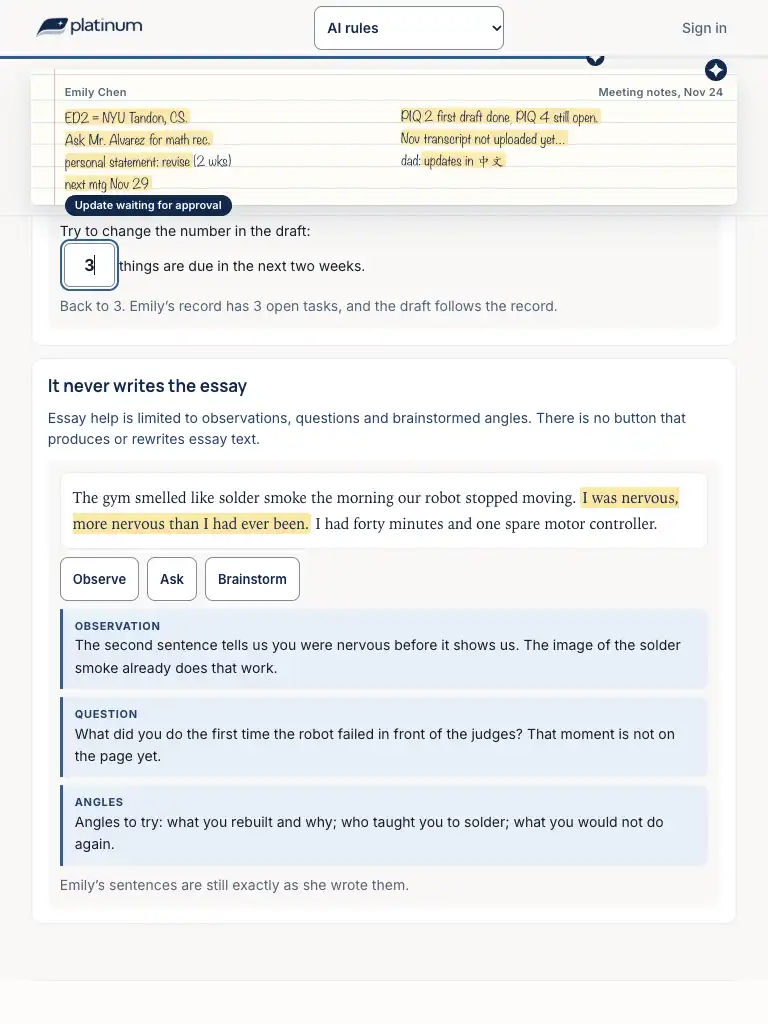 platinum
AI rules
Sign in
Emily Chen
Meeting notes, Nov 24
ED2 = NYU Tandon, CS.
Ask Mr. Alvarez for math rec.
personal statement: revise (2 wks)
next mtg Nov 29
PIQ 2 first draft done, PIQ 4 still open.
Nov transcript not uploaded yet...
dad: updates in 中文
Update waiting for approval
Try to change the number in the draft:
3 things are due in the next two weeks.
Back to 3. Emily’s record has 3 open tasks, and the draft follows the record.
It never writes the essay
Essay help is limited to observations, questions and brainstormed angles. There is no button that
produces or rewrites essay text.
The gym smelled like solder smoke the morning our robot stopped moving. I was nervous,
more nervous than I had ever been. I had forty minutes and one spare motor controller.
Observe
Ask
Brainstorm
OBSERVATION
The second sentence tells us you were nervous before it shows us. The image of the solder
smoke already does that work.
QUESTION
What did you do the first time the robot failed in front of the judges? That moment is not on
the page yet.
ANGLES
Angles to try: what you rebuilt and why; who taught you to solder; what you would not do
again.
Emily’s sentences are still exactly as she wrote them.